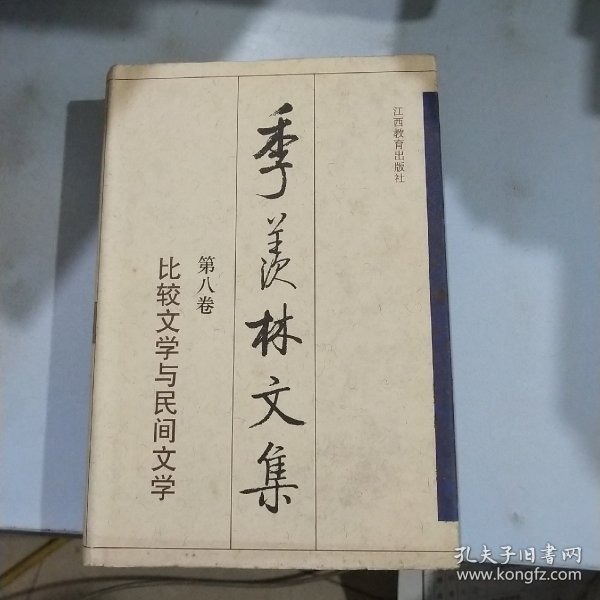 江西教育出版社
季羡林文集
第八卷
比较文学与民间文学
孔夫子旧书网
www.kongfz.com